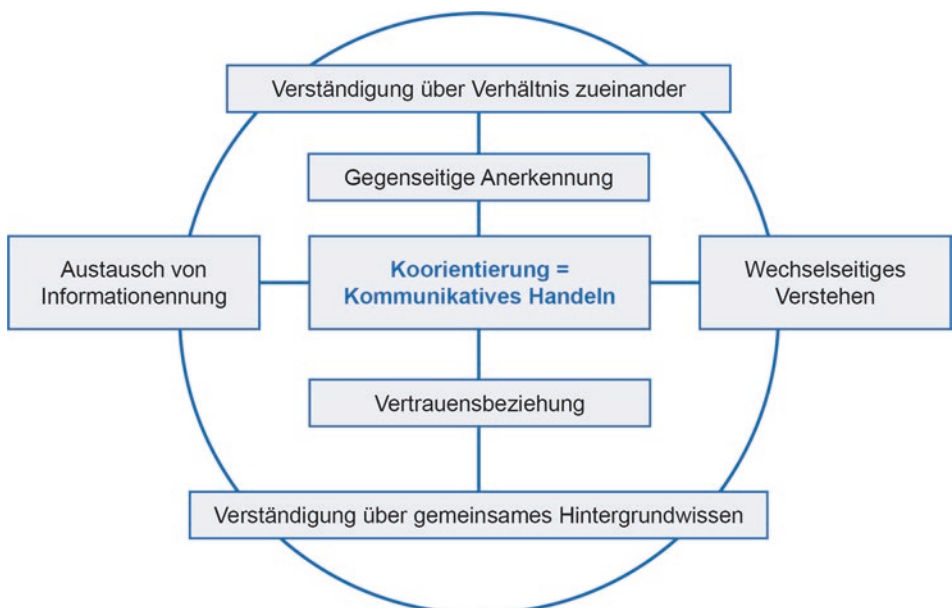 Verständigung über Verhältnis zueinander
Gegenseitige Anerkennung
Austausch von
Informationennung
Koorientierung =
Kommunikatives Handeln
Wechselseitiges
Verstehen
Vertrauensbeziehung
Verständigung über gemeinsames Hintergrundwissen